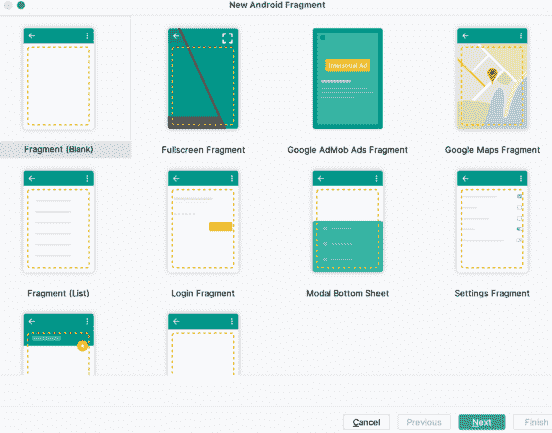 New Android Fragment
Fragment (Blank)
Fullscreen Fragment
Google AdMob Ads Fragment
Google Maps Fragment
Fragment (List)
Login Fragment
Modal Bottom Sheet
Settings Fragment
Cancel
Previous
Next
Finish